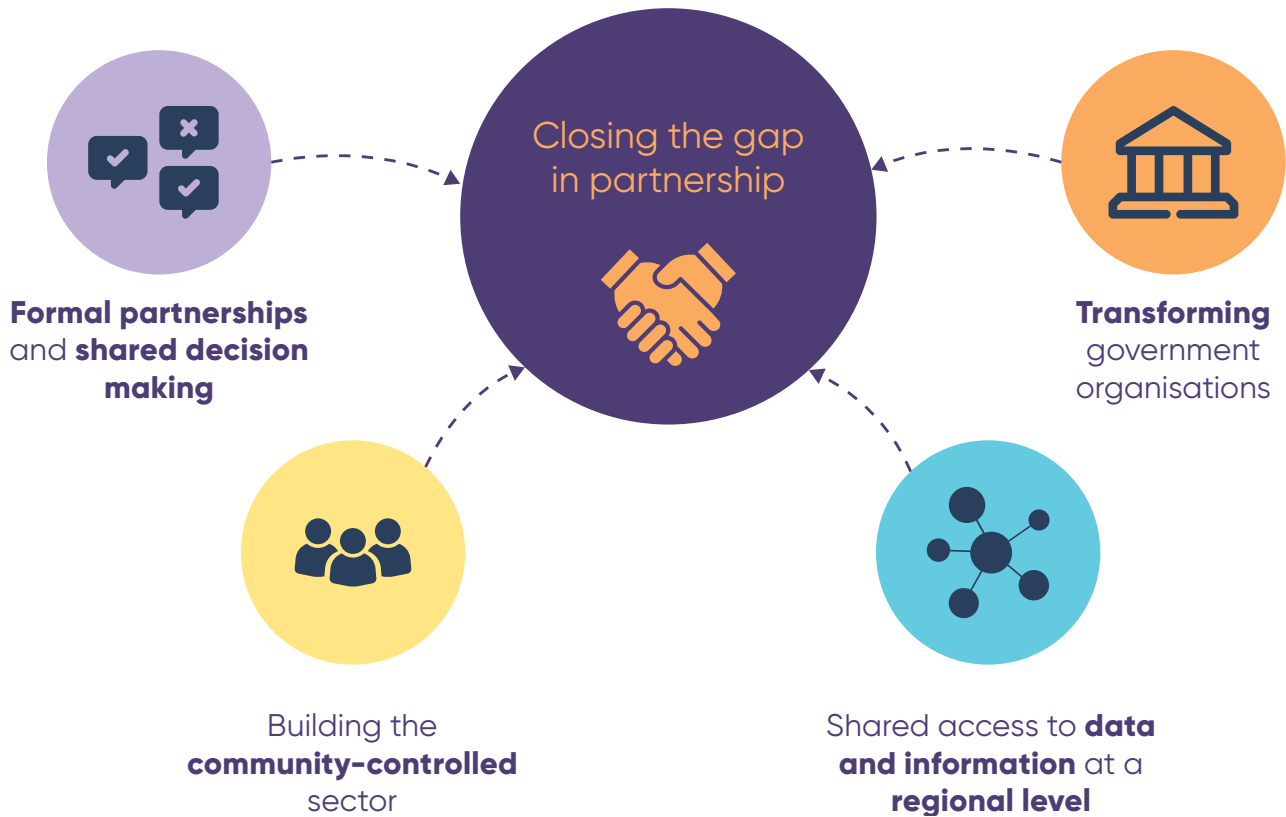 Closing the gap
in partnership
Formal partnerships
and shared decision
making
Transforming
government
organisations
Building the
community-controlled
sector
Shared access to data
and information at a
regional level